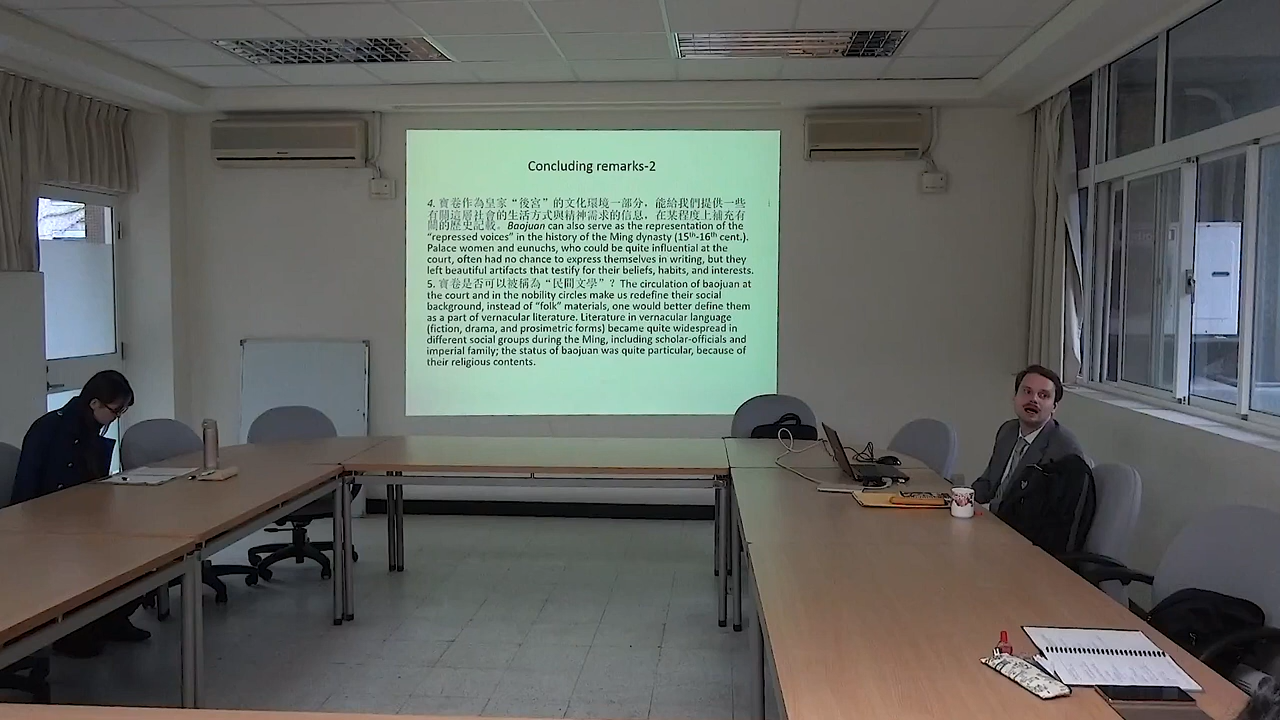 Concluding remarks-2
4. 寶卷作為皇家“後宮”的文化環境一部分，能給我們提供一些
有關這層社會的生活方式與精神需求的信息，在某程度上補充有
關的歷史記載。Baojuan can also serve as the representation of the
“repressed voices” in the history of the Ming dynasty (15th-16th cent.).
Palace women and eunuchs, who could be quite influential at the
court, often had no chance to express themselves in writing, but they
left beautiful artifacts that testify for their beliefs, habits, and interests.
5. 寶卷是否可以被稱為“民間文學”？The circulation of baojuan at
the court and in the nobility circles make us redefine their social
background, instead of “folk” materials, one would better define them
as a part of vernacular literature. Literature in vernacular language
(fiction, drama, and prosimetric forms) became quite widespread in
different social groups during the Ming, including scholar-officials and
imperial family; the status of baojuan was quite particular, because of
their religious contents.